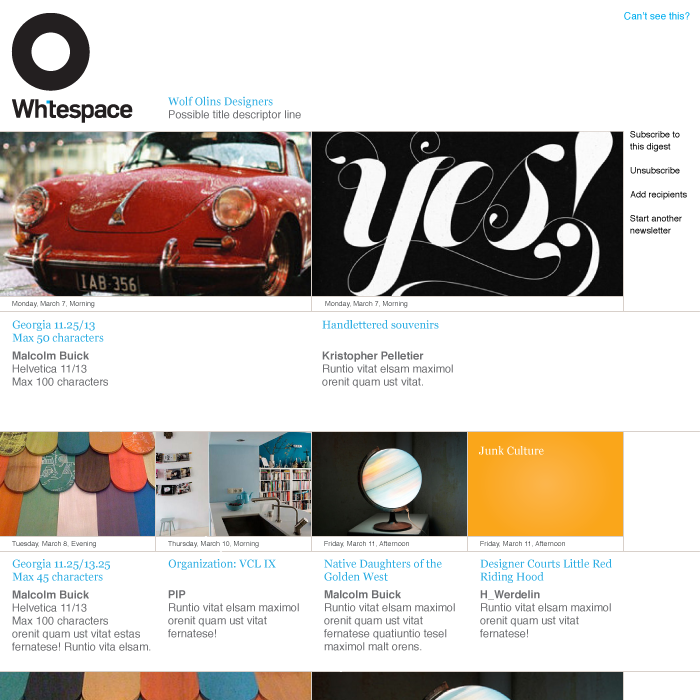 Can't see this?
Whitespace
Wolf Olins Designers
Possible title descriptor line
IAB·356
yes!
Subscribe to
this digest
Unsubscribe
Add recipients
Start another
newsletter
Monday, March 7, Morning
Monday, March 7, Morning
Georgia 11.25/13
Max 50 characters
Malcolm Buick
Helvetica 11/13
Max 100 characters
Handlettered souvenirs
Kristopher Pelletier
Runtio vitat elsam maximol
orenit quam ust vitat.
Junk Culture
Tuesday, March 8, Evening
Thursday, March 10, Morning
Friday, March 11, Afternoon
Friday, March 11, Afternoon
Georgia 11.25/13.25
Max 45 characters
Malcolm Buick
Helvetica 11/13
Max 100 characters
orenit quam ust vitat estas
fernatese! Runtio vita elsam.
Organization: VCL IX
PIP
Runtio vitat elsam maximol
orenit quam ust vitat
fernatese!
Native Daughters of the
Golden West
Malcolm Buick
Runtio vitat elsam maximol
orenit quam ust vitat
fernatese quatiuntio tesel
maximol malt orens.
Designer Courts Little Red
Riding Hood
H_Werdelin
Runtio vitat elsam maximol
orenit quam ust vitat
fernatese!